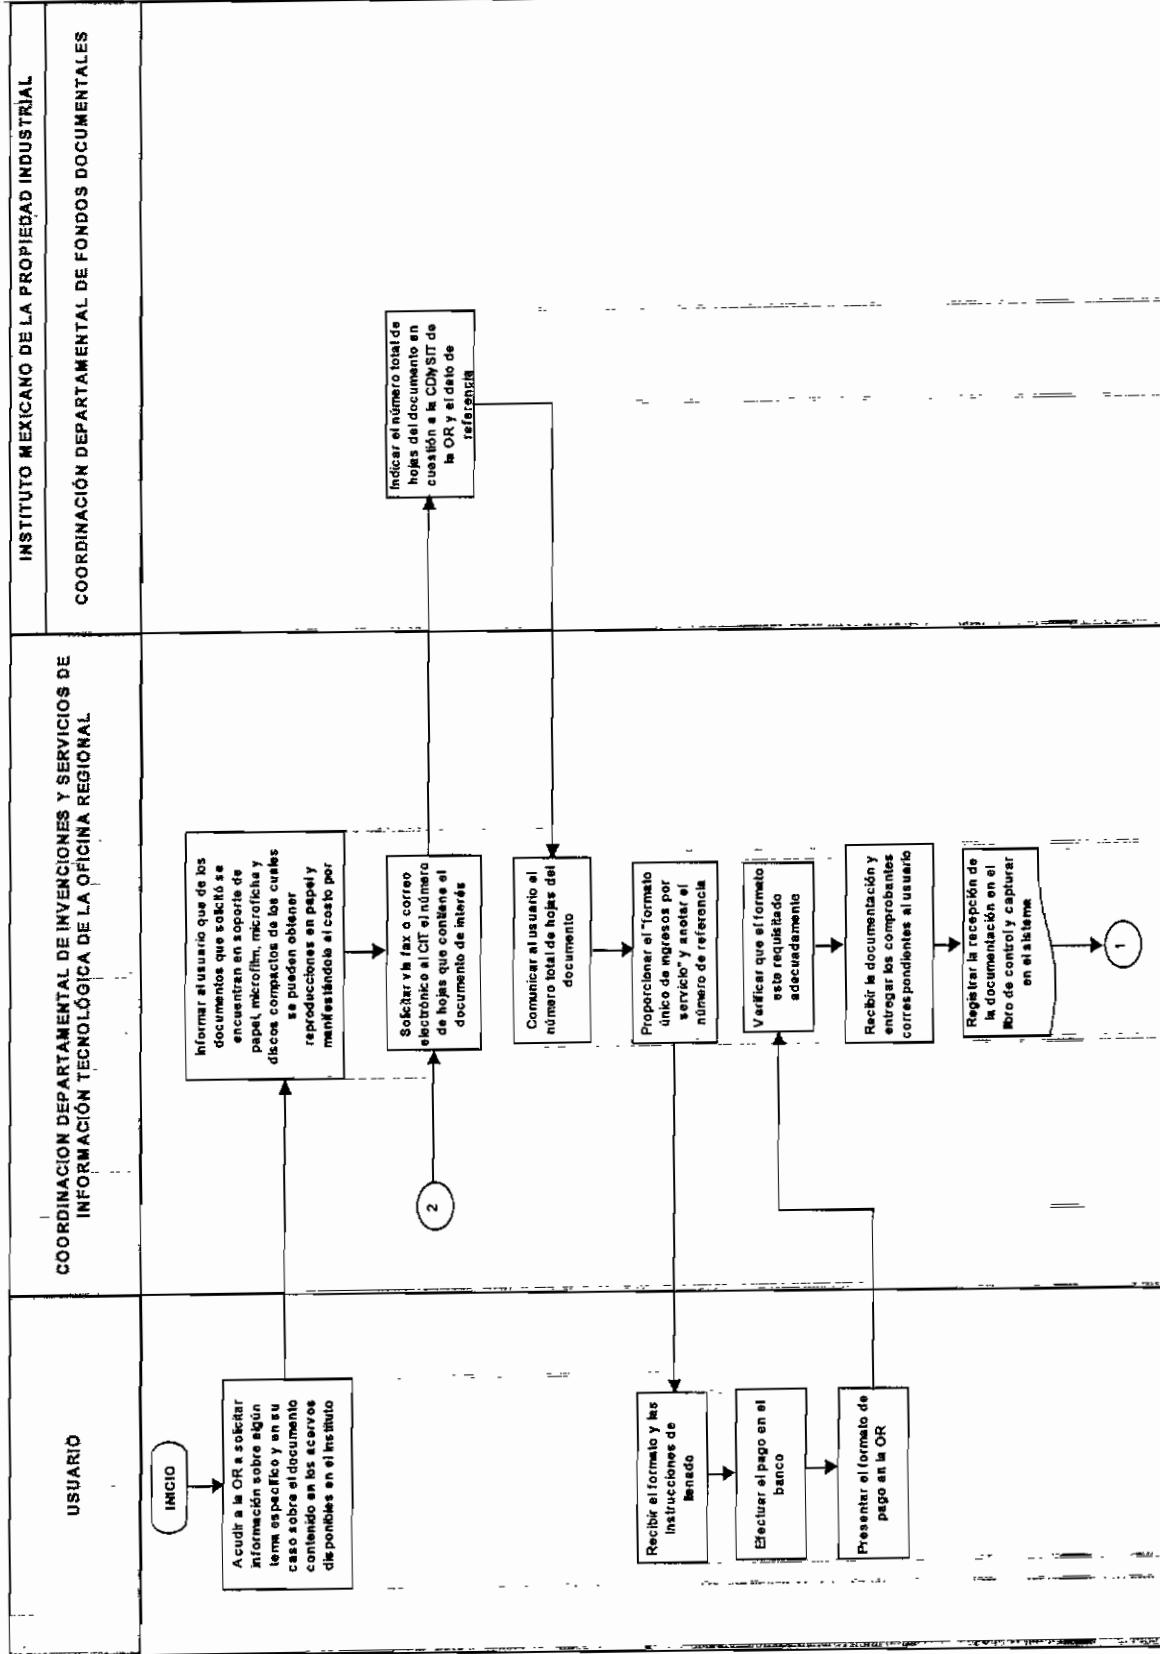 INSTITUTO MEXICANO DE LA PROPIEDAD INDUSTRIAL
USUARIO
COORDINACION DEPARTAMENTAL DE INVENCIONES Y SERVICIOS DE
INFORMACIÓN TECNOLÓGICA DE LA OFICINA REGIONAL
COORDINACIÓN DEPARTAMENTAL DE FONDOS DOCUMENTALES
INICIO
Acudir a la OR a solicitar
información sobre algún
tema específico y en su
caso sobre el documento
contenido en los acervos
disponibles en el Instituto
Informar al usuario que de los
documentos que solicitó se
encuentran en soporte de
papel, microfilm, microficha y
discos compactos de los cuales
se pueden obtener
reproducciones en papel y
manifestándole al costo por
2
Solicitar vía fax o correo
electrónico al CIT el número
de hojas que contiene el
documento de interés
Indicar el número total de
hojas del documento en
cuestión a la CDIySIT de
la OR y el dato de
referencia
Comunicar al usuario el
número total de hojas del
documento
Proporcionar el "formato
único de ingresos por
servicio" y anotar el
número de referencia
Recibir el formato y las
instrucciones de
llenado
Efectuar el pago en el
banco
Presentar el formato de
pago en la OR
Verificar que el formato
este requisitado
adecuadamente
Recibir la documentación y
entregar los comprobantes
correspondientes al usuario
Registrar la recepción de
la documentación en el
libro de control y capturar
en el sistema
1